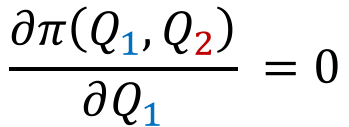 ∂π(Q₁, Q₂)
∂Q₁
= 0